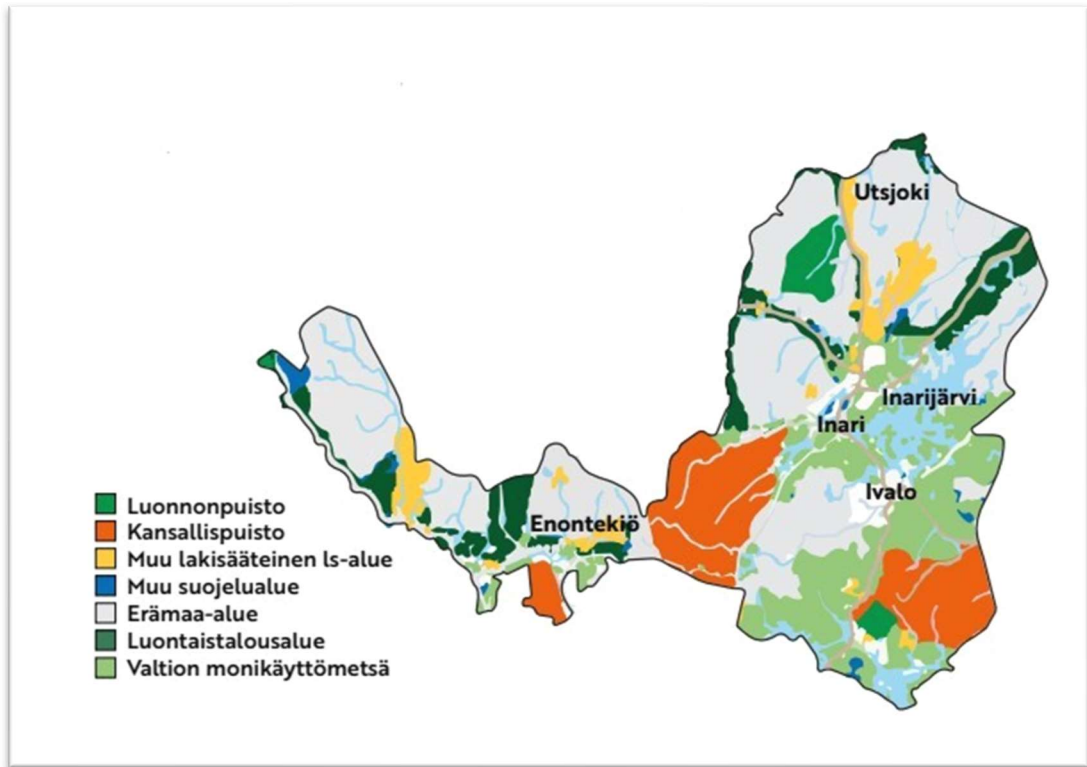 Utsjoki
Inarijärvi
Inari
Ivalo
Enontekiö
Luonnonpuisto
Kansallispuisto
Muu lakisääteinen ls-alue
Muu suojelualue
Erämaa-alue
Luontaistalousalue
Valtion monikäyttömetsä